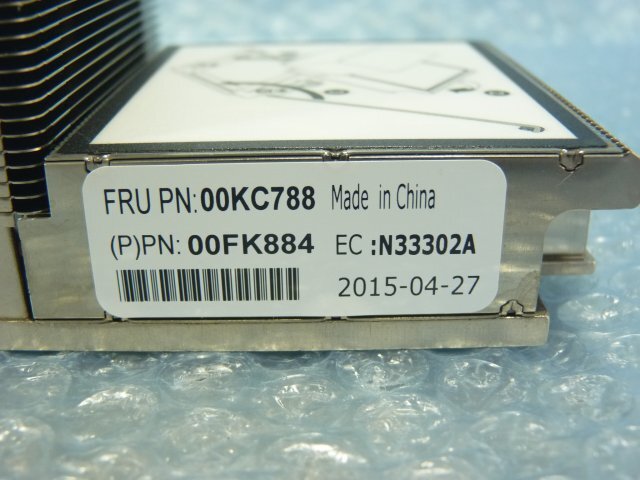 FRU PN:00KC788 Made in China
(P)PN: 00FK884 EC :N33302A
2015-04-27